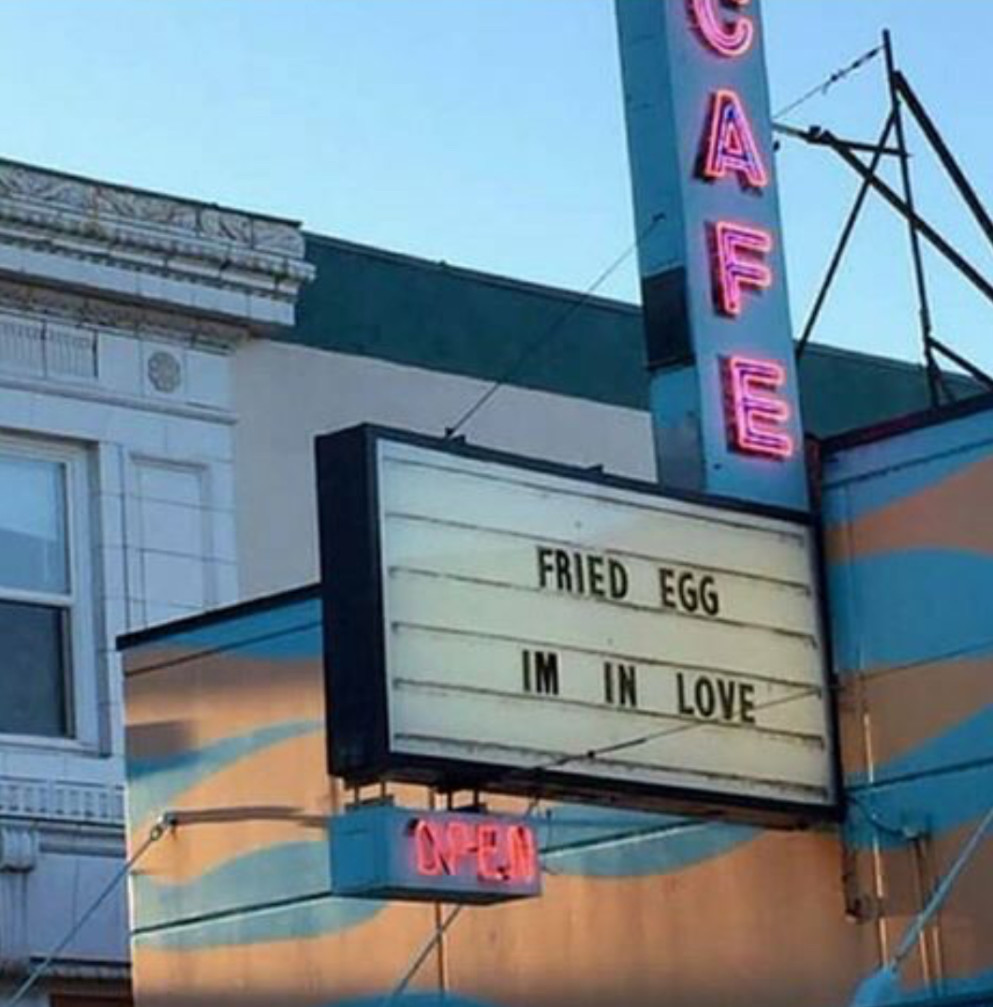 CAFE
FRIED EGG
IM IN LOVE
OPEN